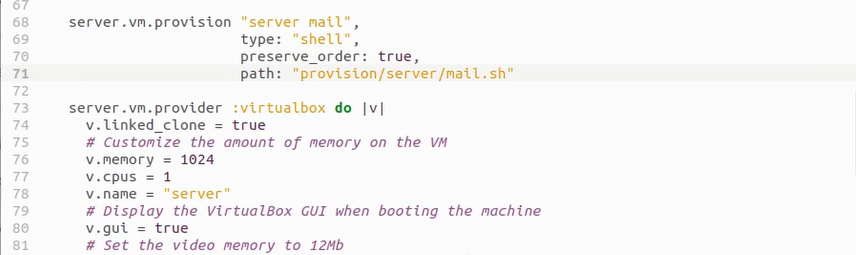 67
68 server.vm.provision "server mail",
69 type: "shell",
70 preserve_order: true,
71 path: "provision/server/mail.sh"
72
73 server.vm.provider :virtualbox do |v|
74 v.linked_clone = true
75 # Customize the amount of memory on the VM
76 v.memory = 1024
77 v.cpus = 1
78 v.name = "server"
79 # Display the VirtualBox GUI when booting the machine
80 v.gui = true
81 # Set the video memory to 12Mb